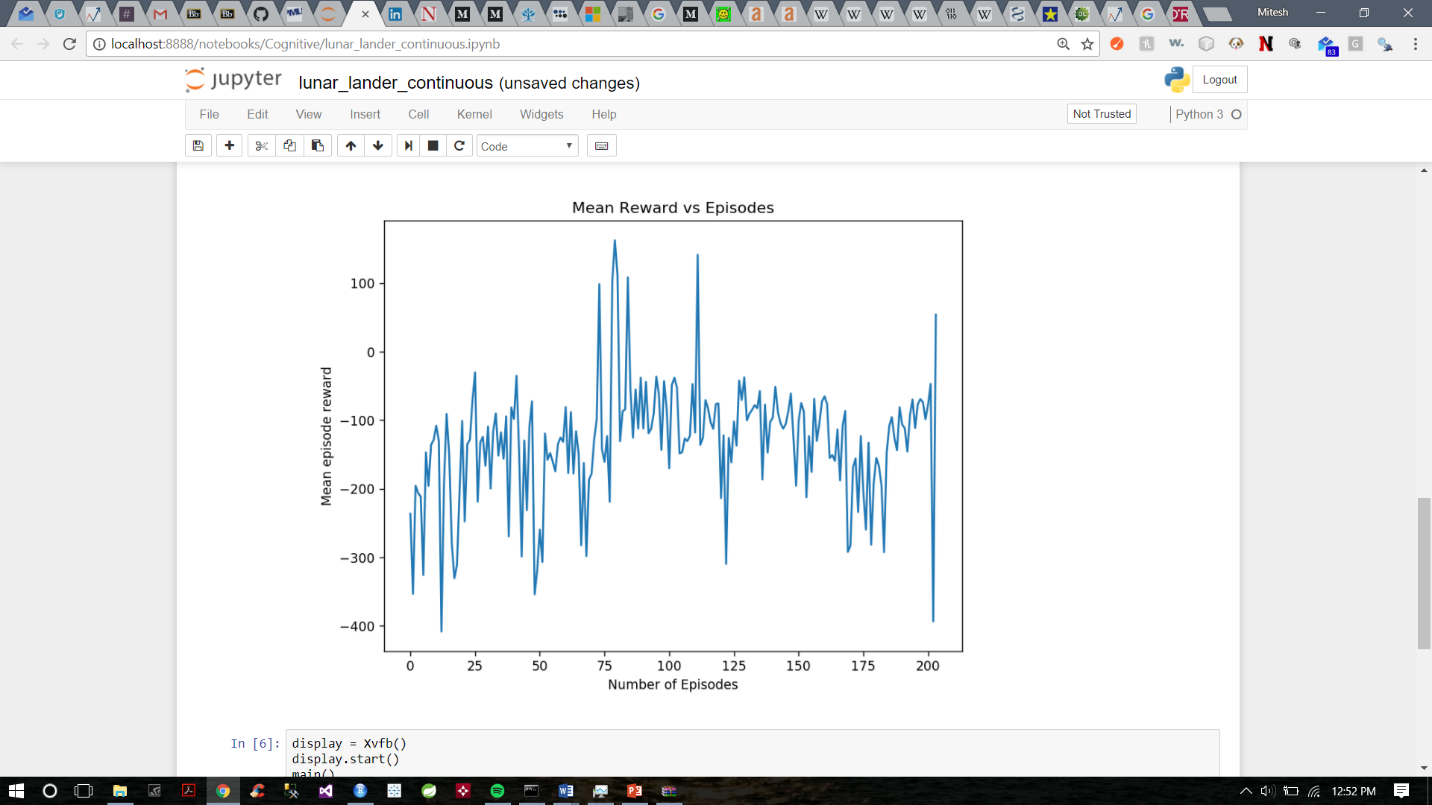 Mitesh
localhost:8888/notebooks/Cognitive/lunar_lander_continuous.ipynb
83
jupyter lunar_lander_continuous (unsaved changes)
Logout
File Edit View Insert Cell Kernel Widgets Help
Not Trusted
Python 3
Code
Mean Reward vs Episodes
100
0
−100
−200
−300
−400
Mean episode reward
0 25 50 75 100 125 150 175 200
Number of Episodes
In [6]: display = Xvfb()
display.start()
main()
12:52 PM